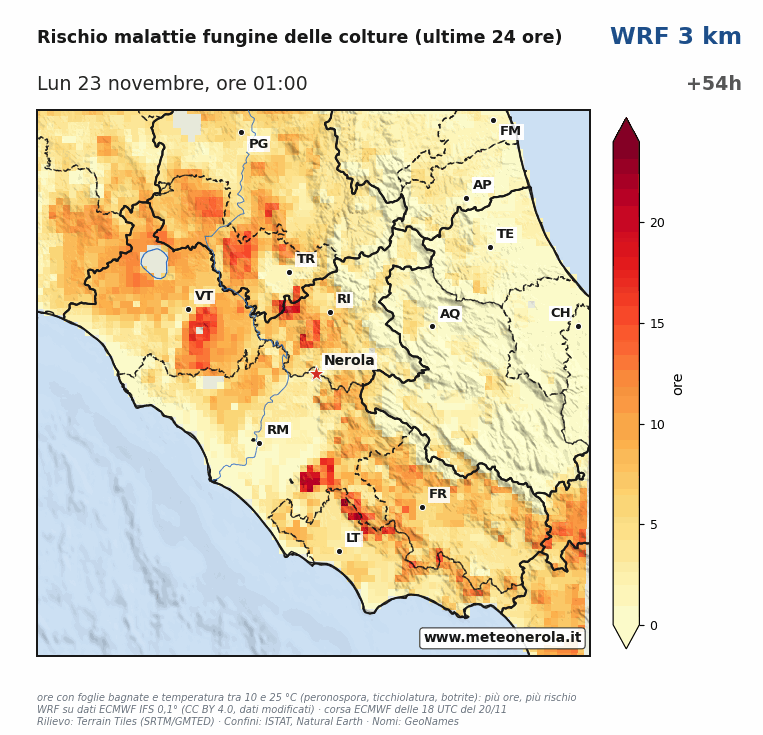 Rischio malattie fungine delle colture (ultime 24 ore)
WRF 3 km
Lun 23 novembre, ore 01:00
+54h
FM
PG
AP
TE
TR
VT
RI
AQ
CH
Nerola
RM
FR
LT
www.meteonerola.it
20
15
10
5
0
ore
ore con foglie bagnate e temperatura tra 10 e 25 °C (peronospora, ticchiolatura, botrite): più ore, più rischio
WRF su dati ECMWF IFS 0,1° (CC BY 4.0, dati modificati) · corsa ECMWF delle 18 UTC del 20/11
Rilievo: Terrain Tiles (SRTM/GMTED) · Confini: ISTAT, Natural Earth · Nomi: GeoNames